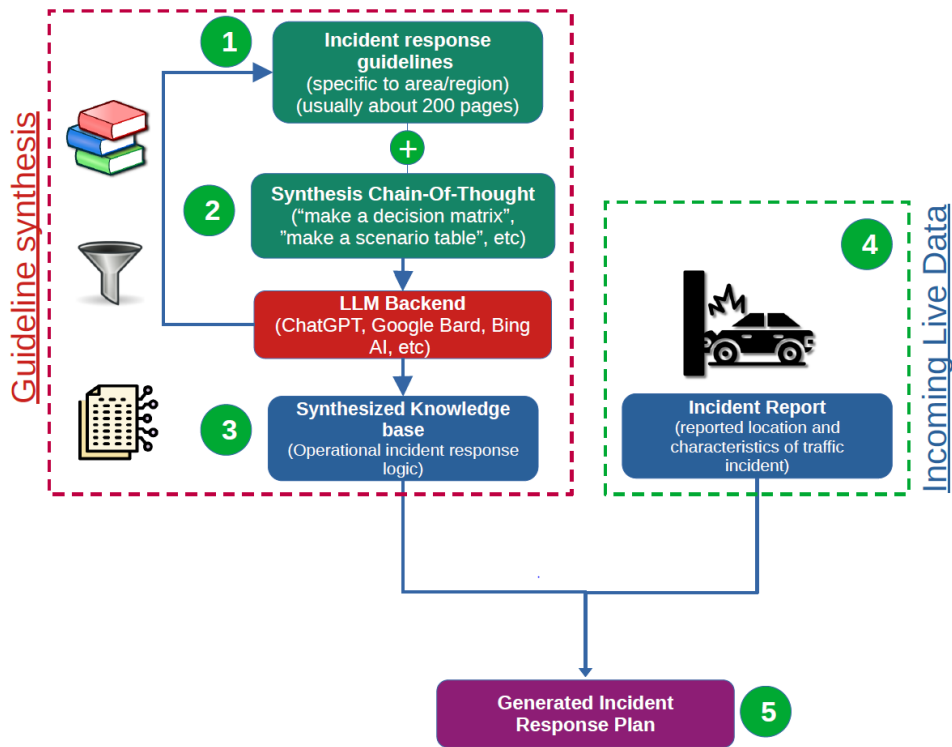 Guideline synthesis
1
Incident response
guidelines
(specific to area/region)
(usually about 200 pages)
+
2
Synthesis Chain-Of-Thought
(“make a decision matrix”,
”make a scenario table”, etc)
LLM Backend
(ChatGPT, Google Bard, Bing
AI, etc)
3
Synthesized Knowledge
base
(Operational incident response
logic)
Incoming Live Data
4
Incident Report
(reported location and
characteristics of traffic
incident)
Generated Incident
Response Plan
5